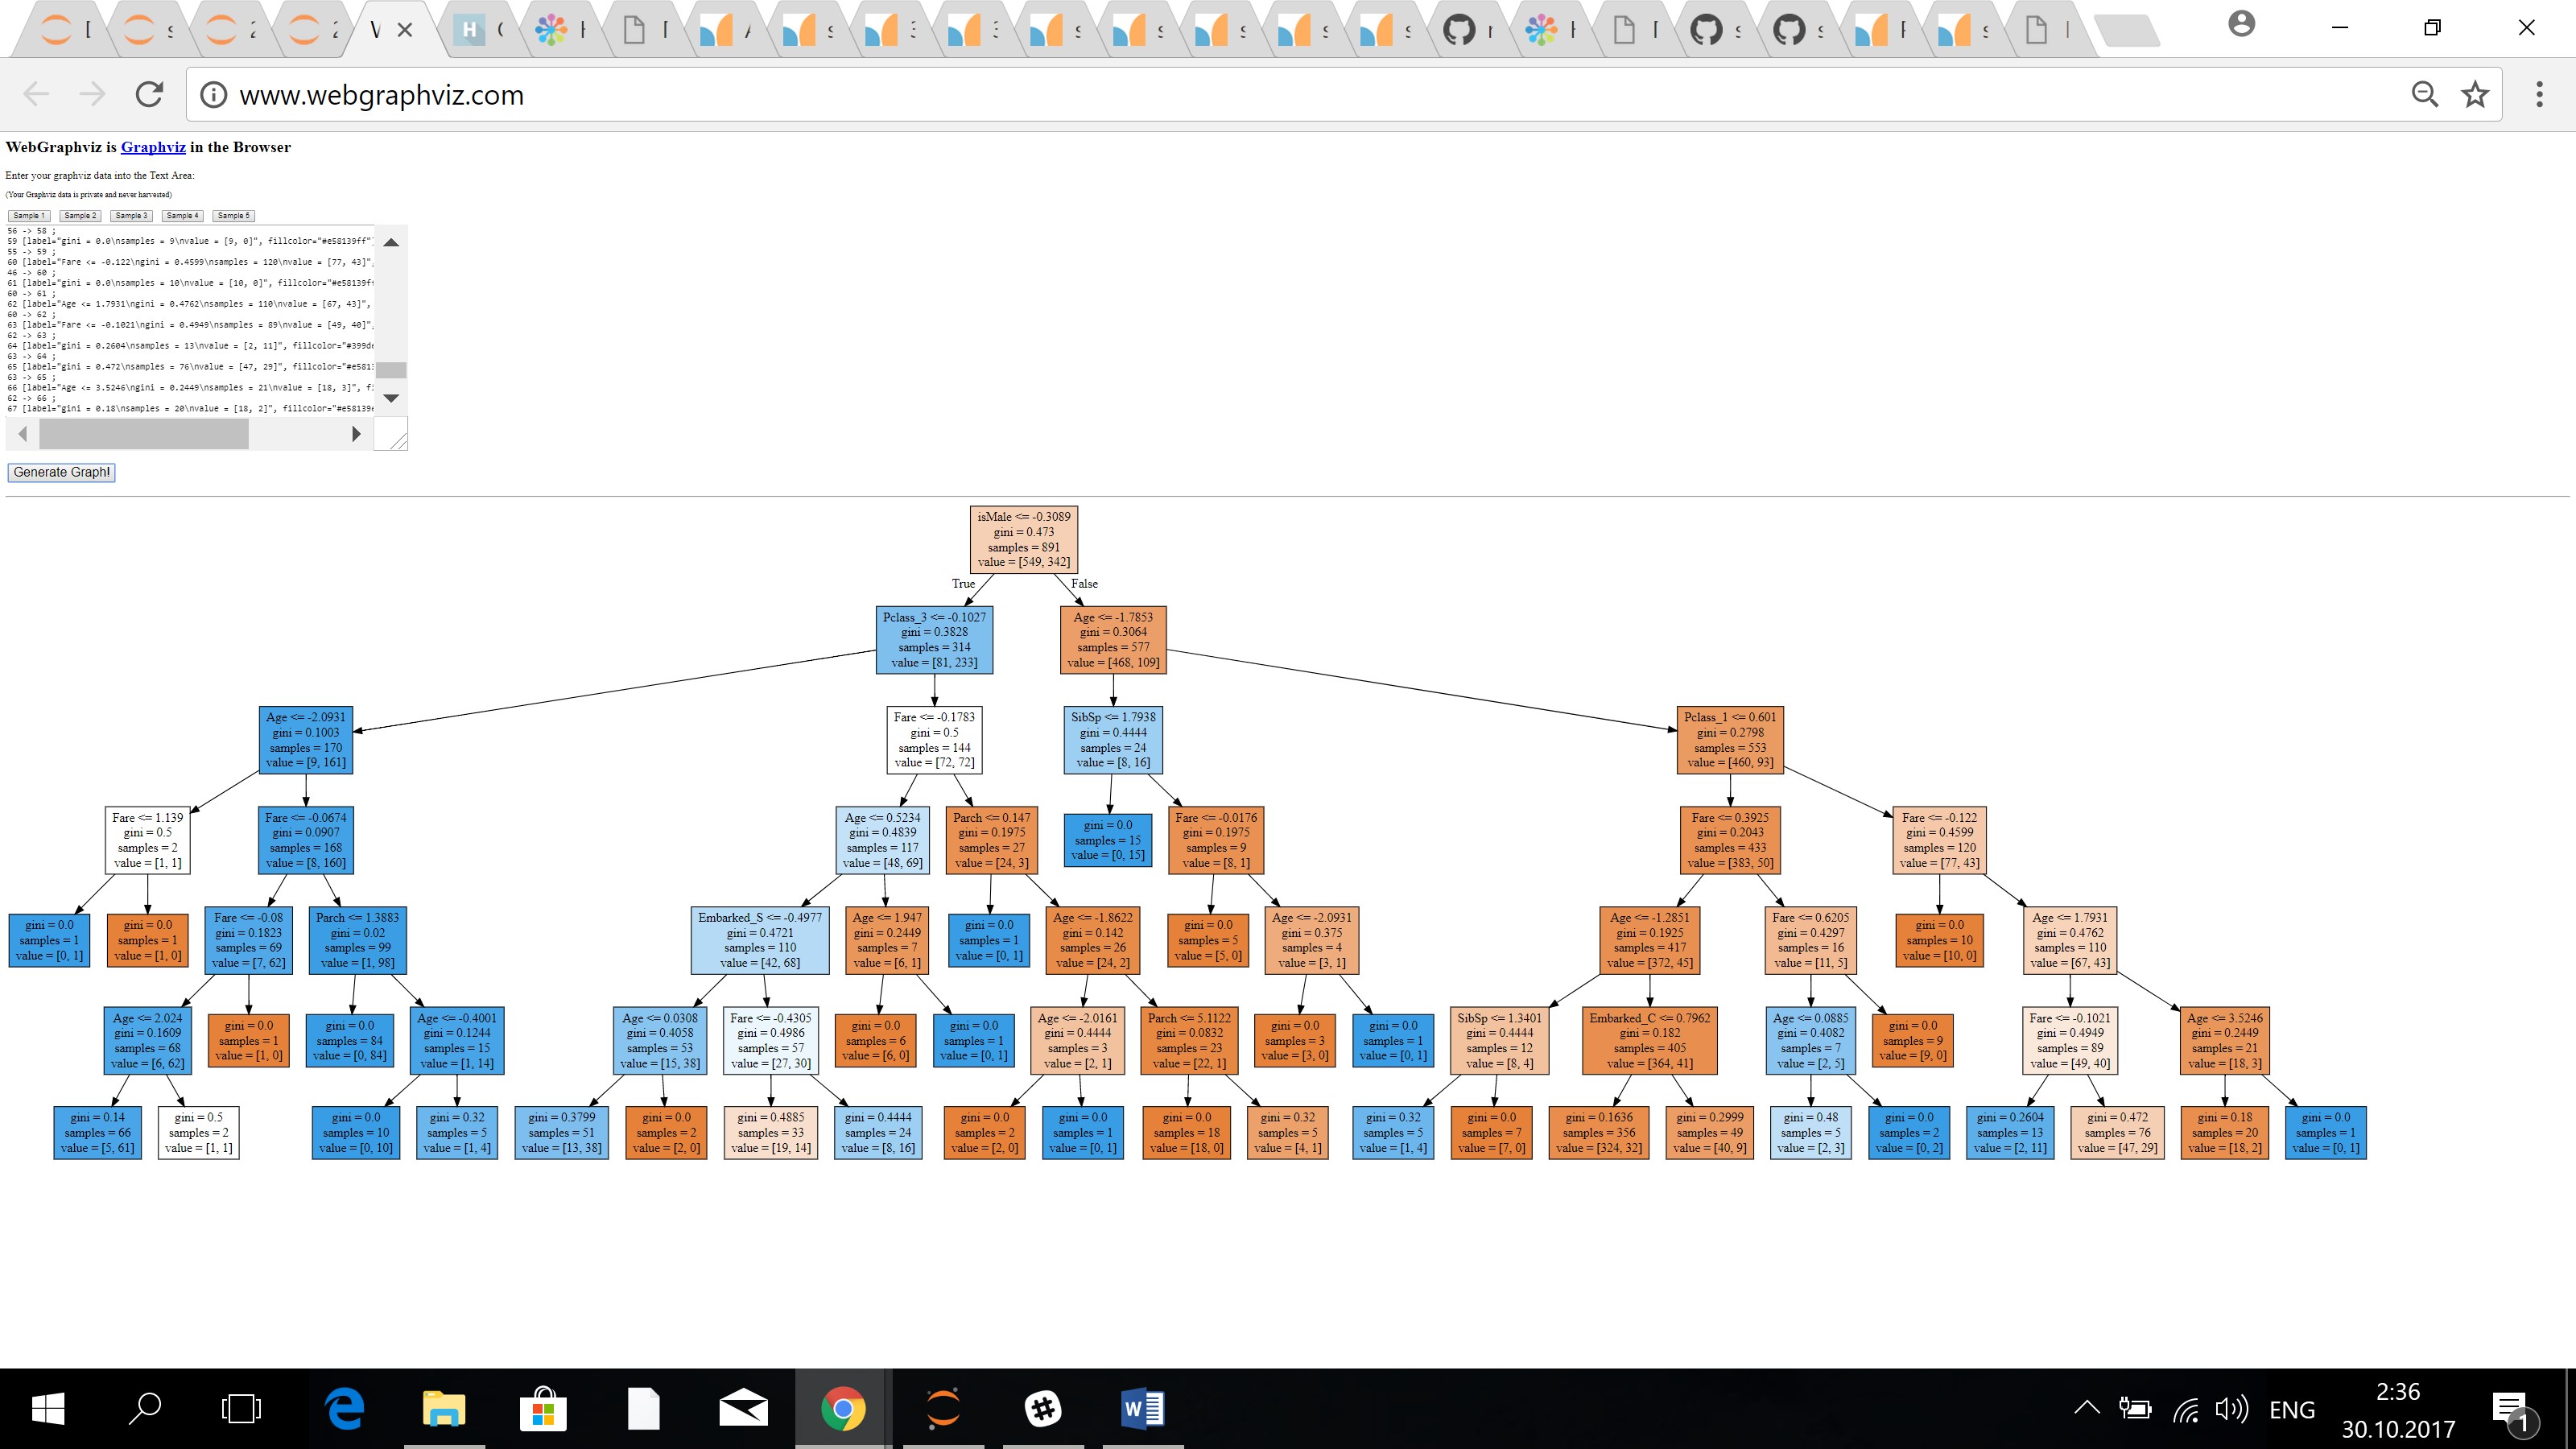 www.webgraphviz.com
WebGraphviz is Graphviz in the Browser
Enter your graphviz data into the Text Area:
(Your Graphviz data is private and never harvested)
Sample 1 Sample 2 Sample 3 Sample 4 Sample 5
56 -> 58 ;
59 [label="gini = 0.0\nsamples = 9\nvalue = [9, 0]", fillcolor="#e58139ff"
55 -> 59 ;
60 [label="Fare <= -0.122\ngini = 0.4599\nsamples = 120\nvalue = [77, 43]",
46 -> 60 ;
61 [label="gini = 0.0\nsamples = 10\nvalue = [10, 0]", fillcolor="#e58139f
60 -> 61 ;
62 [label="Age <= 1.7931\ngini = 0.4762\nsamples = 110\nvalue = [67, 43]",
60 -> 62 ;
63 [label="Fare <= -0.1021\ngini = 0.4949\nsamples = 89\nvalue = [49, 40]"
62 -> 63 ;
64 [label="gini = 0.2604\nsamples = 13\nvalue = [2, 11]", fillcolor="#399d
63 -> 64 ;
65 [label="gini = 0.472\nsamples = 76\nvalue = [47, 29]", fillcolor="#e581
63 -> 65 ;
66 [label="Age <= 3.5246\ngini = 0.2449\nsamples = 21\nvalue = [18, 3]", f
62 -> 66 ;
67 [label="gini = 0.18\nsamples = 20\nvalue = [18, 2]", fillcolor="#e58139
Generate Graph!
isMale <= -0.3089
gini = 0.473
samples = 891
value = [549, 342]
True
False
Pclass_3 <= -0.1027
gini = 0.3828
samples = 314
value = [81, 233]
Age <= -1.7853
gini = 0.3064
samples = 577
value = [468, 109]
Age <= -2.0931
gini = 0.1003
samples = 170
value = [9, 161]
Fare <= -0.1783
gini = 0.5
samples = 144
value = [72, 72]
SibSp <= 1.7938
gini = 0.4444
samples = 24
value = [8, 16]
Pclass_1 <= 0.601
gini = 0.2798
samples = 553
value = [460, 93]
Fare <= 1.139
gini = 0.5
samples = 2
value = [1, 1]
Fare <= -0.0674
gini = 0.0907
samples = 168
value = [8, 160]
Age <= 0.5234
gini = 0.4839
samples = 117
value = [48, 69]
Parch <= 0.147
gini = 0.1975
samples = 27
value = [24, 3]
gini = 0.0
samples = 15
value = [0, 15]
Fare <= -0.0176
gini = 0.1975
samples = 9
value = [8, 1]
Fare <= 0.3925
gini = 0.2043
samples = 433
value = [383, 50]
Fare <= -0.122
gini = 0.4599
samples = 120
value = [77, 43]
gini = 0.0
samples = 1
value = [0, 1]
gini = 0.0
samples = 1
value = [1, 0]
Fare <= -0.08
gini = 0.1823
samples = 69
value = [7, 62]
Parch <= 1.3883
gini = 0.02
samples = 99
value = [1, 98]
Embarked_S <= -0.4977
gini = 0.4721
samples = 110
value = [42, 68]
Age <= 1.947
gini = 0.2449
samples = 7
value = [6, 1]
gini = 0.0
samples = 1
value = [0, 1]
Age <= -1.8622
gini = 0.142
samples = 26
value = [24, 2]
gini = 0.0
samples = 5
value = [5, 0]
Age <= -2.0931
gini = 0.375
samples = 4
value = [3, 1]
Age <= -1.2851
gini = 0.1925
samples = 417
value = [372, 45]
Fare <= 0.6205
gini = 0.4297
samples = 16
value = [11, 5]
gini = 0.0
samples = 10
value = [10, 0]
Age <= 1.7931
gini = 0.4762
samples = 110
value = [67, 43]
Age <= 2.024
gini = 0.1609
samples = 68
value = [6, 62]
gini = 0.0
samples = 1
value = [1, 0]
gini = 0.0
samples = 84
value = [0, 84]
Age <= -0.4001
gini = 0.1244
samples = 15
value = [1, 14]
Age <= 0.0308
gini = 0.4058
samples = 53
value = [15, 38]
Fare <= -0.4305
gini = 0.4986
samples = 57
value = [27, 30]
gini = 0.0
samples = 6
value = [6, 0]
gini = 0.0
samples = 1
value = [0, 1]
Age <= -2.0161
gini = 0.4444
samples = 3
value = [2, 1]
Parch <= 5.1122
gini = 0.0832
samples = 23
value = [22, 1]
gini = 0.0
samples = 3
value = [3, 0]
gini = 0.0
samples = 1
value = [0, 1]
SibSp <= 1.3401
gini = 0.4444
samples = 12
value = [8, 4]
Embarked_C <= 0.7962
gini = 0.182
samples = 405
value = [364, 41]
Age <= 0.0885
gini = 0.4082
samples = 7
value = [2, 5]
gini = 0.0
samples = 9
value = [9, 0]
Fare <= -0.1021
gini = 0.4949
samples = 89
value = [49, 40]
Age <= 3.5246
gini = 0.2449
samples = 21
value = [18, 3]
gini = 0.14
samples = 66
value = [5, 61]
gini = 0.5
samples = 2
value = [1, 1]
gini = 0.0
samples = 10
value = [0, 10]
gini = 0.32
samples = 5
value = [1, 4]
gini = 0.3799
samples = 51
value = [13, 38]
gini = 0.0
samples = 2
value = [2, 0]
gini = 0.4885
samples = 33
value = [19, 14]
gini = 0.4444
samples = 24
value = [8, 16]
gini = 0.0
samples = 2
value = [2, 0]
gini = 0.0
samples = 1
value = [0, 1]
gini = 0.0
samples = 18
value = [18, 0]
gini = 0.32
samples = 5
value = [4, 1]
gini = 0.32
samples = 5
value = [1, 4]
gini = 0.0
samples = 7
value = [7, 0]
gini = 0.1636
samples = 356
value = [324, 32]
gini = 0.2999
samples = 49
value = [40, 9]
gini = 0.48
samples = 5
value = [2, 3]
gini = 0.0
samples = 2
value = [0, 2]
gini = 0.2604
samples = 13
value = [2, 11]
gini = 0.472
samples = 76
value = [47, 29]
gini = 0.18
samples = 20
value = [18, 2]
gini = 0.0
samples = 1
value = [0, 1]
ENG
2:36
30.10.2017
1